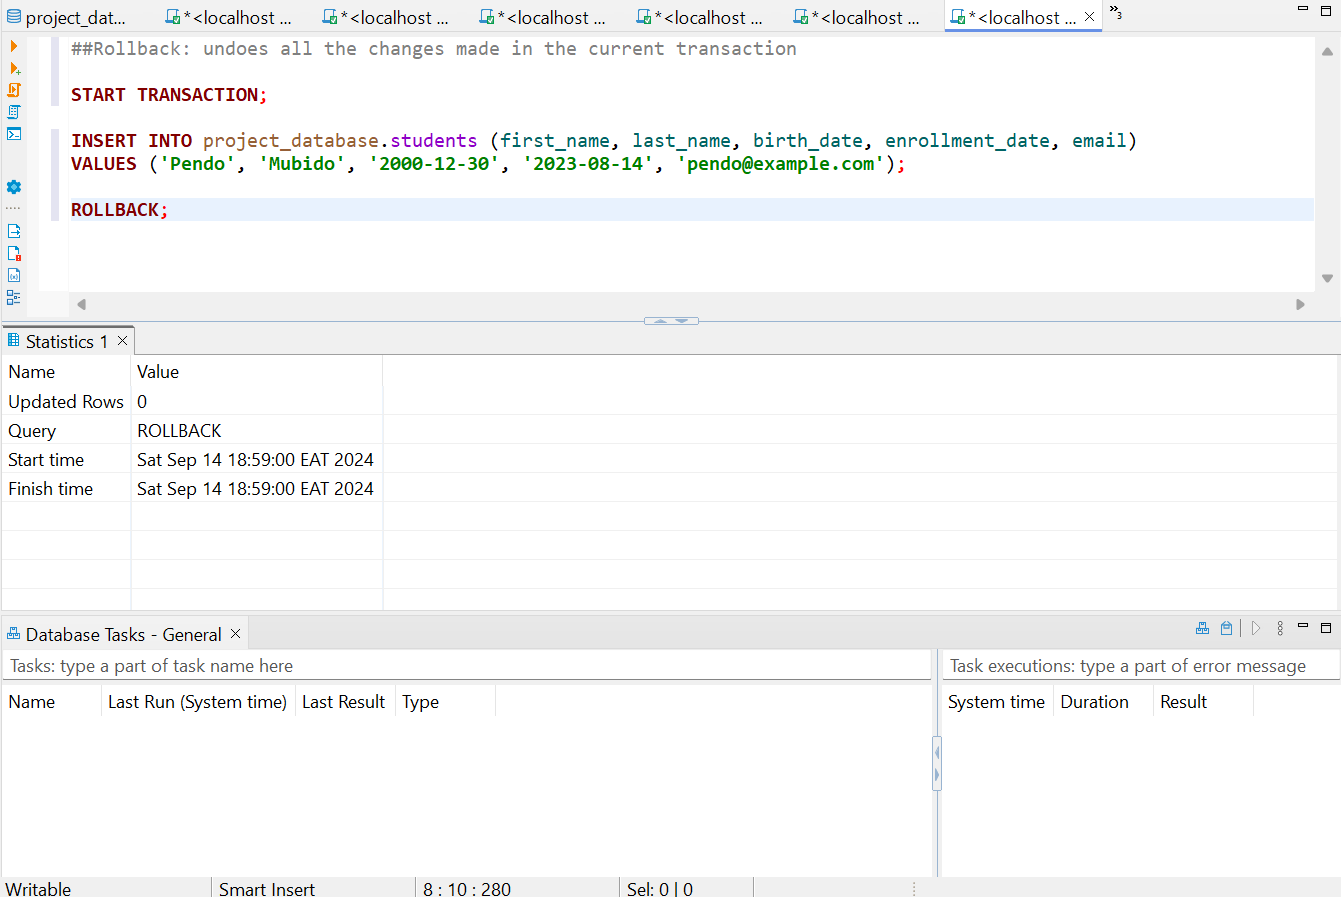 project_dat...
*<localhost ...
*<localhost ...
*<localhost ...
*<localhost ...
*<localhost ...
*<localhost ...
»3
##Rollback: undoes all the changes made in the current transaction
START TRANSACTION;
INSERT INTO project_database.students (first_name, last_name, birth_date, enrollment_date, email)
VALUES ('Pendo', 'Mubido', '2000-12-30', '2023-08-14', 'pendo@example.com');
ROLLBACK;
Statistics 1
Name Value
Updated Rows 0
Query ROLLBACK
Start time Sat Sep 14 18:59:00 EAT 2024
Finish time Sat Sep 14 18:59:00 EAT 2024
Database Tasks - General
Tasks: type a part of task name here
Task executions: type a part of error message
Name Last Run (System time) Last Result Type
System time Duration Result
Writable Smart Insert 8 : 10 : 280 Sel: 0 | 0